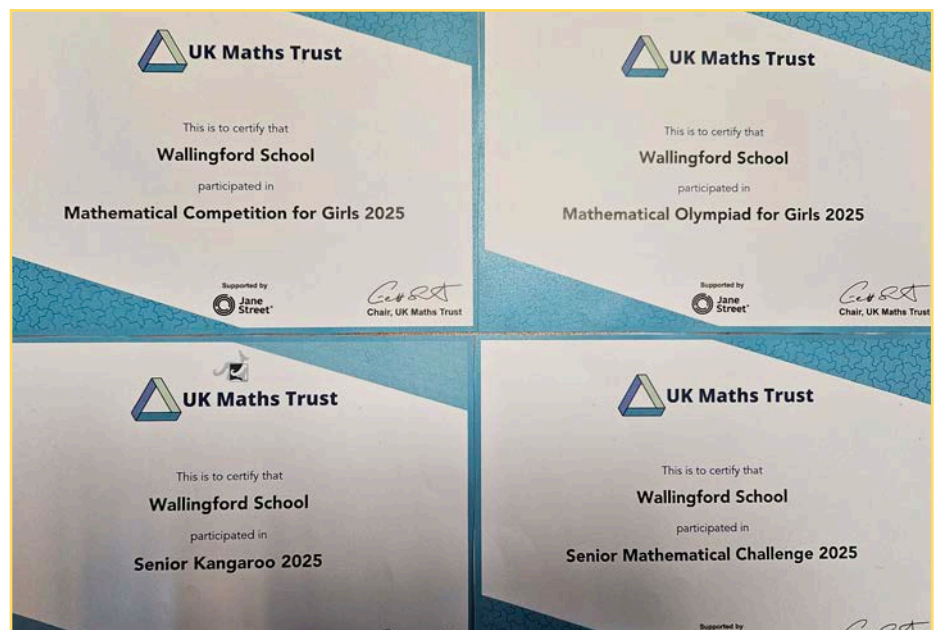 UK Maths Trust
This is to certify that
Wallingford School
participated in
Mathematical Competition for Girls 2025
Supported by
Jane
Street
Chair, UK Maths Trust
UK Maths Trust
This is to certify that
Wallingford School
participated in
Mathematical Olympiad for Girls 2025
Supported by
Jane
Street
Chair, UK Maths Trust
UK Maths Trust
This is to certify that
Wallingford School
participated in
Senior Kangaroo 2025
UK Maths Trust
This is to certify that
Wallingford School
participated in
Senior Mathematical Challenge 2025
Supported by